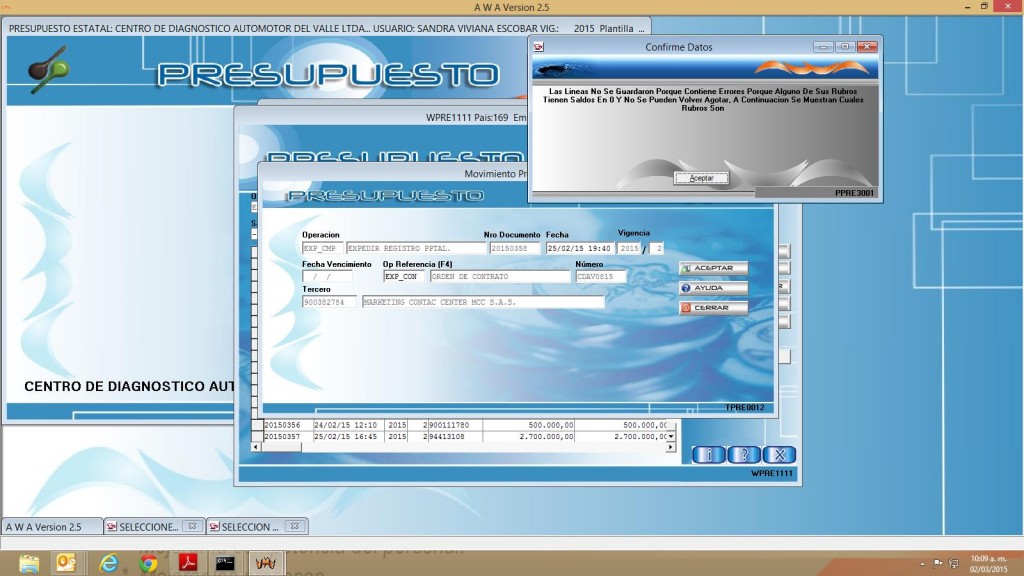 A W A Version 2.5
PRESUPUESTO ESTATAL: CENTRO DE DIAGNOSTICO AUTOMOTOR DEL VALLE LTDA... USUARIO: SANDRA VIVIANA ESCOBAR VIG.: 2015 Plantilla ...
PRESUPUESTO
Confirme Datos
Las Lineas No Se Guardaron Porque Contiene Errores Porque Alguno De Sus Rubros
Tienen Saldos En 0 Y No Se Pueden Volver Agotar, A Continuacion Se Muestran Cuales
Rubros Son
Aceptar
PPRE3001
WPRE1111 Pais:169 Em
PRESUPUESTO
Movimiento Pr
PRESUPUESTO
Operacion Nro Documento Fecha Vigencia
EXP_CMP EXPEDIR REGISTRO PPTAL. 20150358 25/02/15 19:40 2015 / 2
Fecha Vencimiento Op Referencia (F4) Número
/ / EXP_CON ORDEN DE CONTRATO CDAV0815
Tercero
900382784 MARKETING CONTAC CENTER MCC S.A.S.
ACEPTAR
AYUDA
CERRAR
TPRE0012
CENTRO DE DIAGNOSTICO AUT
20150356 24/02/15 12:10 2015 2 900111780 500.000,00 500.000,00
20150357 25/02/15 16:45 2015 2 94413108 2.700.000,00 2.700.000,00
WPRE1111
A W A Version 2.5 SELECCIONE... SELECCION ...
10:09 a. m.
02/03/2015